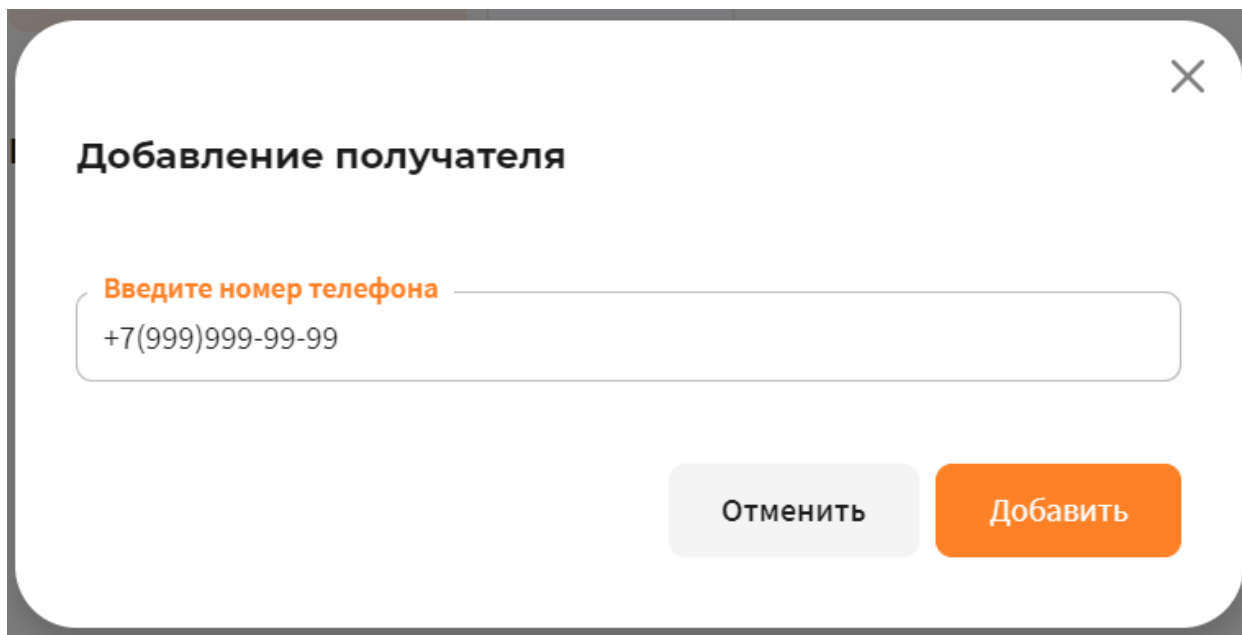 Добавление получателя
Введите номер телефона
+7(999)999-99-99
Отменить
Добавить